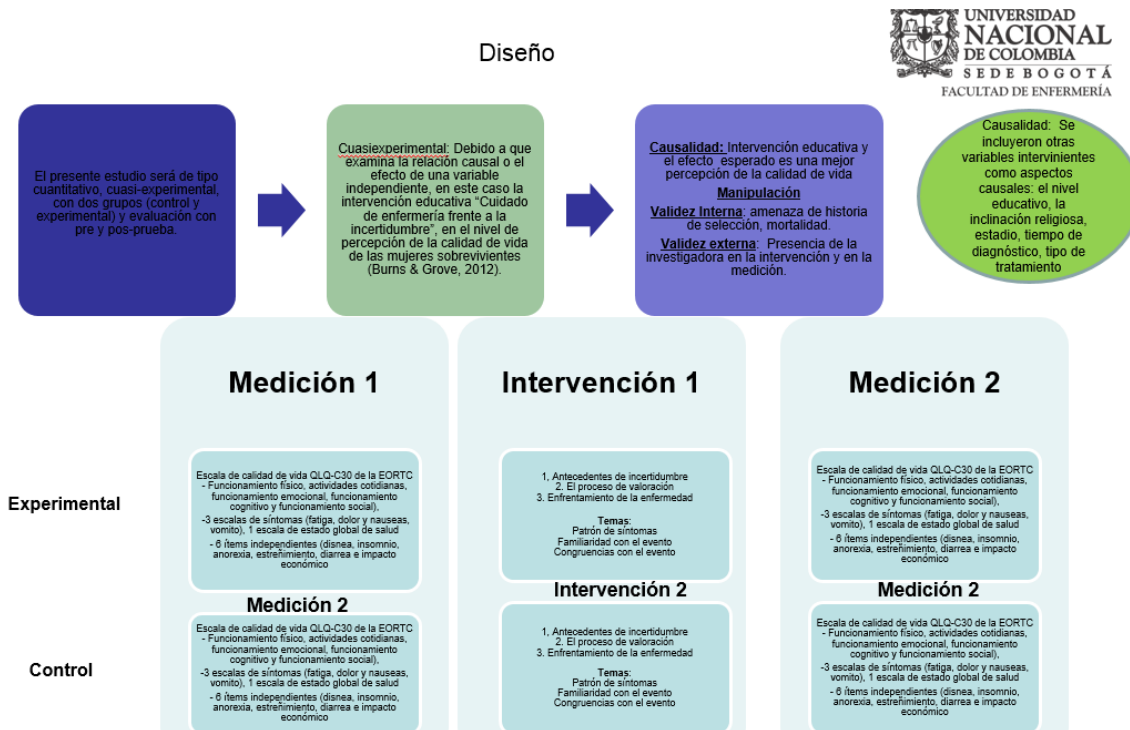 Diseño
UNIVERSIDAD
NACIONAL
DE COLOMBIA
SEDE BOGOTÁ
FACULTAD DE ENFERMERÍA
El presente estudio será de tipo
cuantitativo, cuasi-experimental,
con dos grupos (control y
experimental) y evaluación con
pre y pos-prueba.
Cuasiexperimental: Debido a que
examina la relación causal o el
efecto de una variable
independiente, en este caso la
intervención educativa “Cuidado
de enfermería frente a la
incertidumbre”, en el nivel de
percepción de la calidad de vida
de las mujeres sobrevivientes
(Burns & Grove, 2012).
Causalidad: Intervención educativa y
el efecto esperado es una mejor
percepción de la calidad de vida
Manipulación
Validez Interna: amenaza de historia
de selección, mortalidad.
Validez externa: Presencia de la
investigadora en la intervención y en la
medición.
Causalidad: Se
incluyeron otras
variables intervinientes
como aspectos
causales: el nivel
educativo, la
inclinación religiosa,
estadio, tiempo de
diagnóstico, tipo de
tratamiento
Medición 1
Intervención 1
Medición 2
Experimental
Escala de calidad de vida QLQ-C30 de la EORTC
- Funcionamiento físico, actividades cotidianas,
funcionamiento emocional, funcionamiento
cognitivo y funcionamiento social),
-3 escalas de síntomas (fatiga, dolor y nauseas,
vomito), 1 escala de estado global de salud
- 6 ítems independientes (disnea, insomnio,
anorexia, estreñimiento, diarrea e impacto
económico
1, Antecedentes de incertidumbre
2. El proceso de valoración
3. Enfrentamiento de la enfermedad
Temas:
Patrón de síntomas
Familiaridad con el evento
Congruencias con el evento
Escala de calidad de vida QLQ-C30 de la EORTC
- Funcionamiento físico, actividades cotidianas,
funcionamiento emocional, funcionamiento
cognitivo y funcionamiento social),
-3 escalas de síntomas (fatiga, dolor y nauseas,
vomito), 1 escala de estado global de salud
- 6 ítems independientes (disnea, insomnio,
anorexia, estreñimiento, diarrea e impacto
económico
Medición 2
Intervención 2
Medición 2
Control
Escala de calidad de vida QLQ-C30 de la EORTC
- Funcionamiento físico, actividades cotidianas,
funcionamiento emocional, funcionamiento
cognitivo y funcionamiento social),
-3 escalas de síntomas (fatiga, dolor y nauseas,
vomito), 1 escala de estado global de salud
- 6 ítems independientes (disnea, insomnio,
anorexia, estreñimiento, diarrea e impacto
económico
1, Antecedentes de incertidumbre
2. El proceso de valoración
3. Enfrentamiento de la enfermedad
Temas:
Patrón de síntomas
Familiaridad con el evento
Congruencias con el evento
Escala de calidad de vida QLQ-C30 de la EORTC
- Funcionamiento físico, actividades cotidianas,
funcionamiento emocional, funcionamiento
cognitivo y funcionamiento social),
-3 escalas de síntomas (fatiga, dolor y nauseas,
vomito), 1 escala de estado global de salud
- 6 ítems independientes (disnea, insomnio,
anorexia, estreñimiento, diarrea e impacto
económico